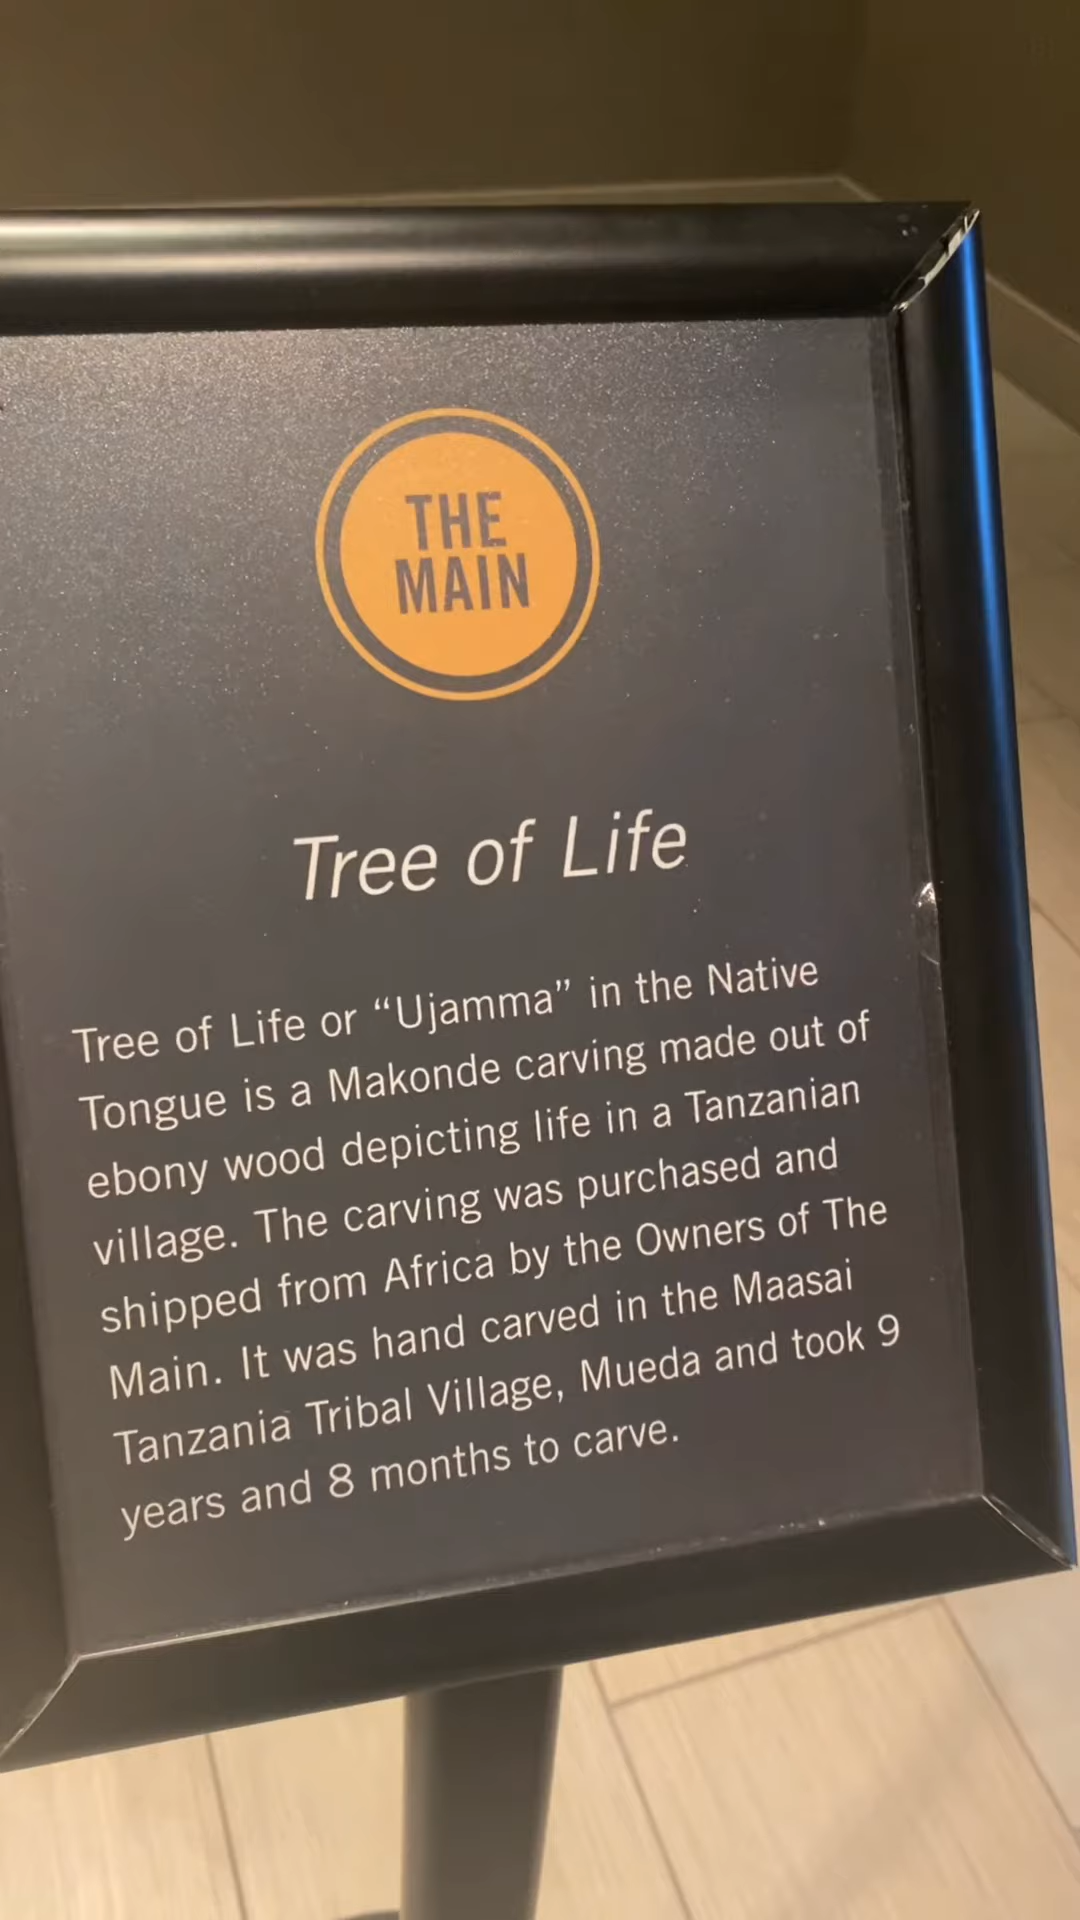 THE
MAIN
Tree of Life
Tree of Life or “Ujamma” in the Native
Tongue is a Makonde carving made out of
ebony wood depicting life in a Tanzanian
village. The carving was purchased and
shipped from Africa by the Owners of The
Main. It was hand carved in the Maasai
Tanzania Tribal Village, Mueda and took 9
years and 8 months to carve.